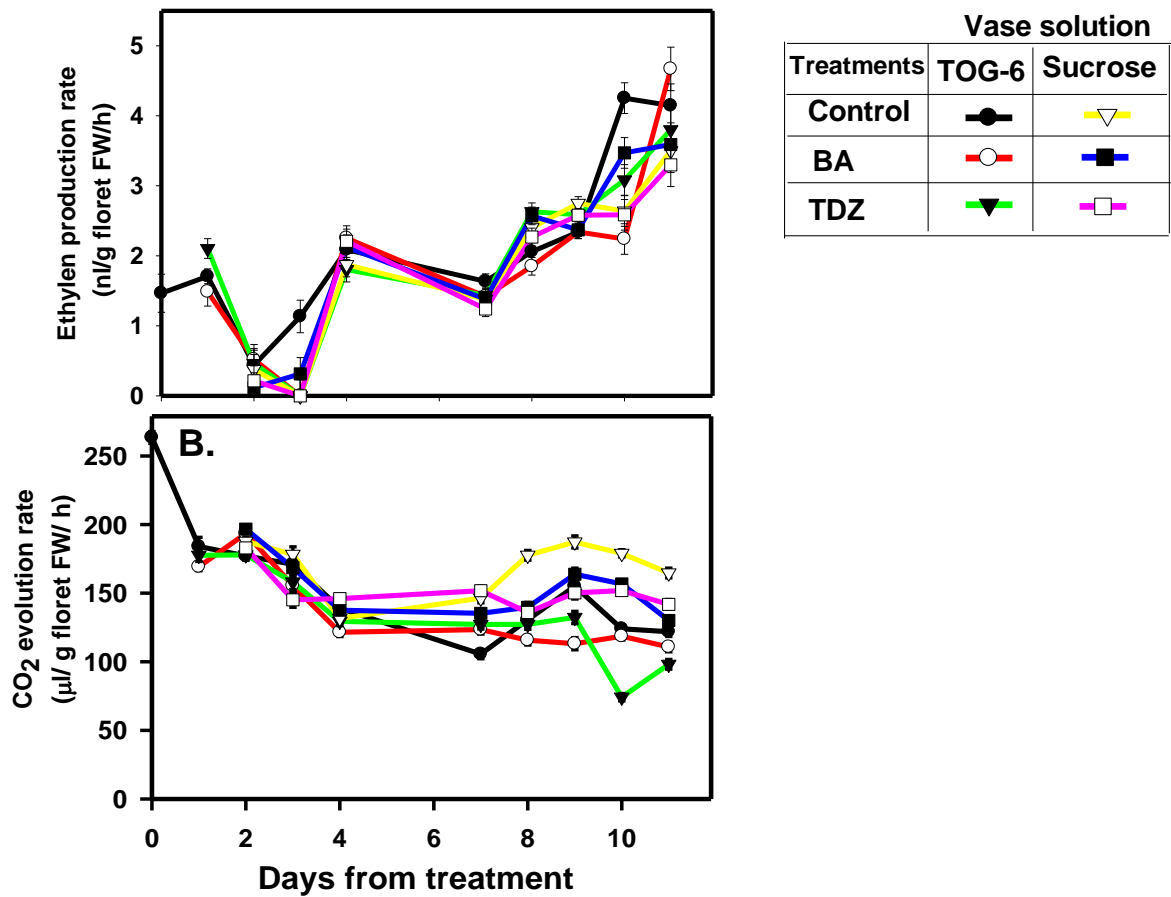 Vase solution
Treatments TOG-6 Sucrose
Control
BA
TDZ
Ethylen production rate
(nl/g floret FW/h)
5
4
3
2
1
0
B.
CO2 evolution rate
(µl/ g floret FW/ h)
250
200
150
100
50
0
0 2 4 6 8 10
Days from treatment